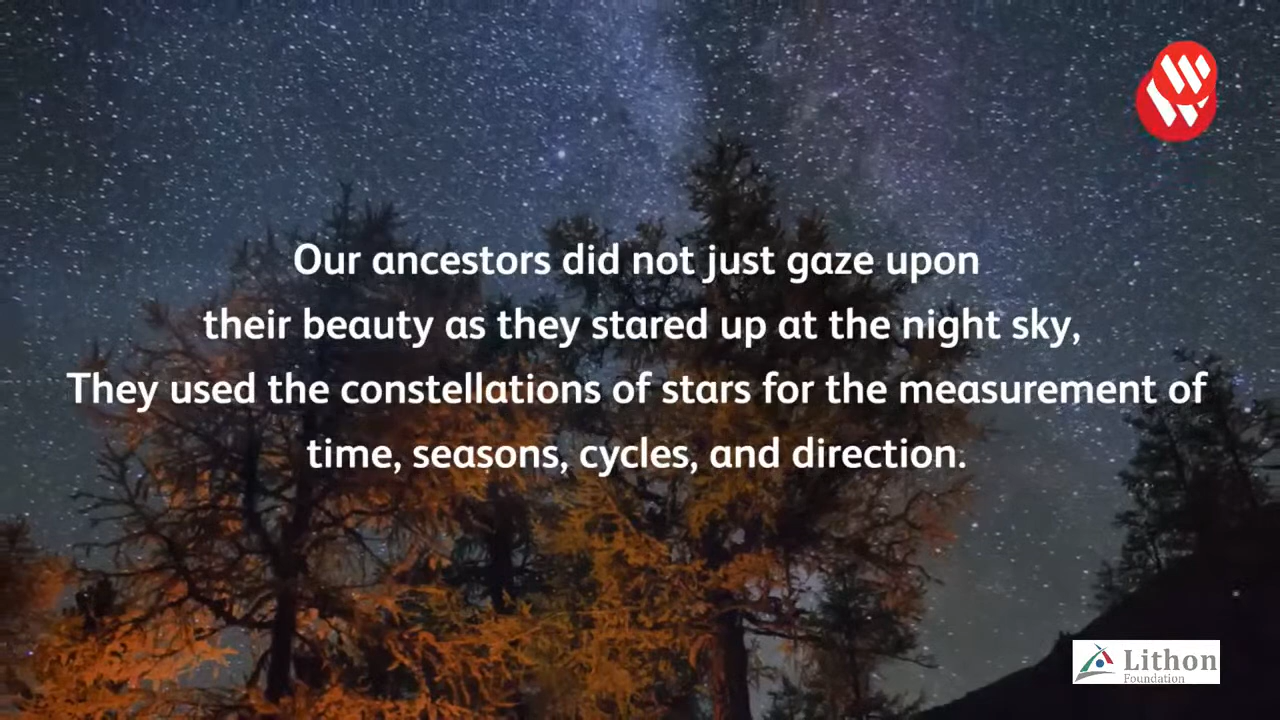 Our ancestors did not just gaze upon
their beauty as they stared up at the night sky,
They used the constellations of stars for the measurement of
time, seasons, cycles, and direction.
Lithon
Foundation